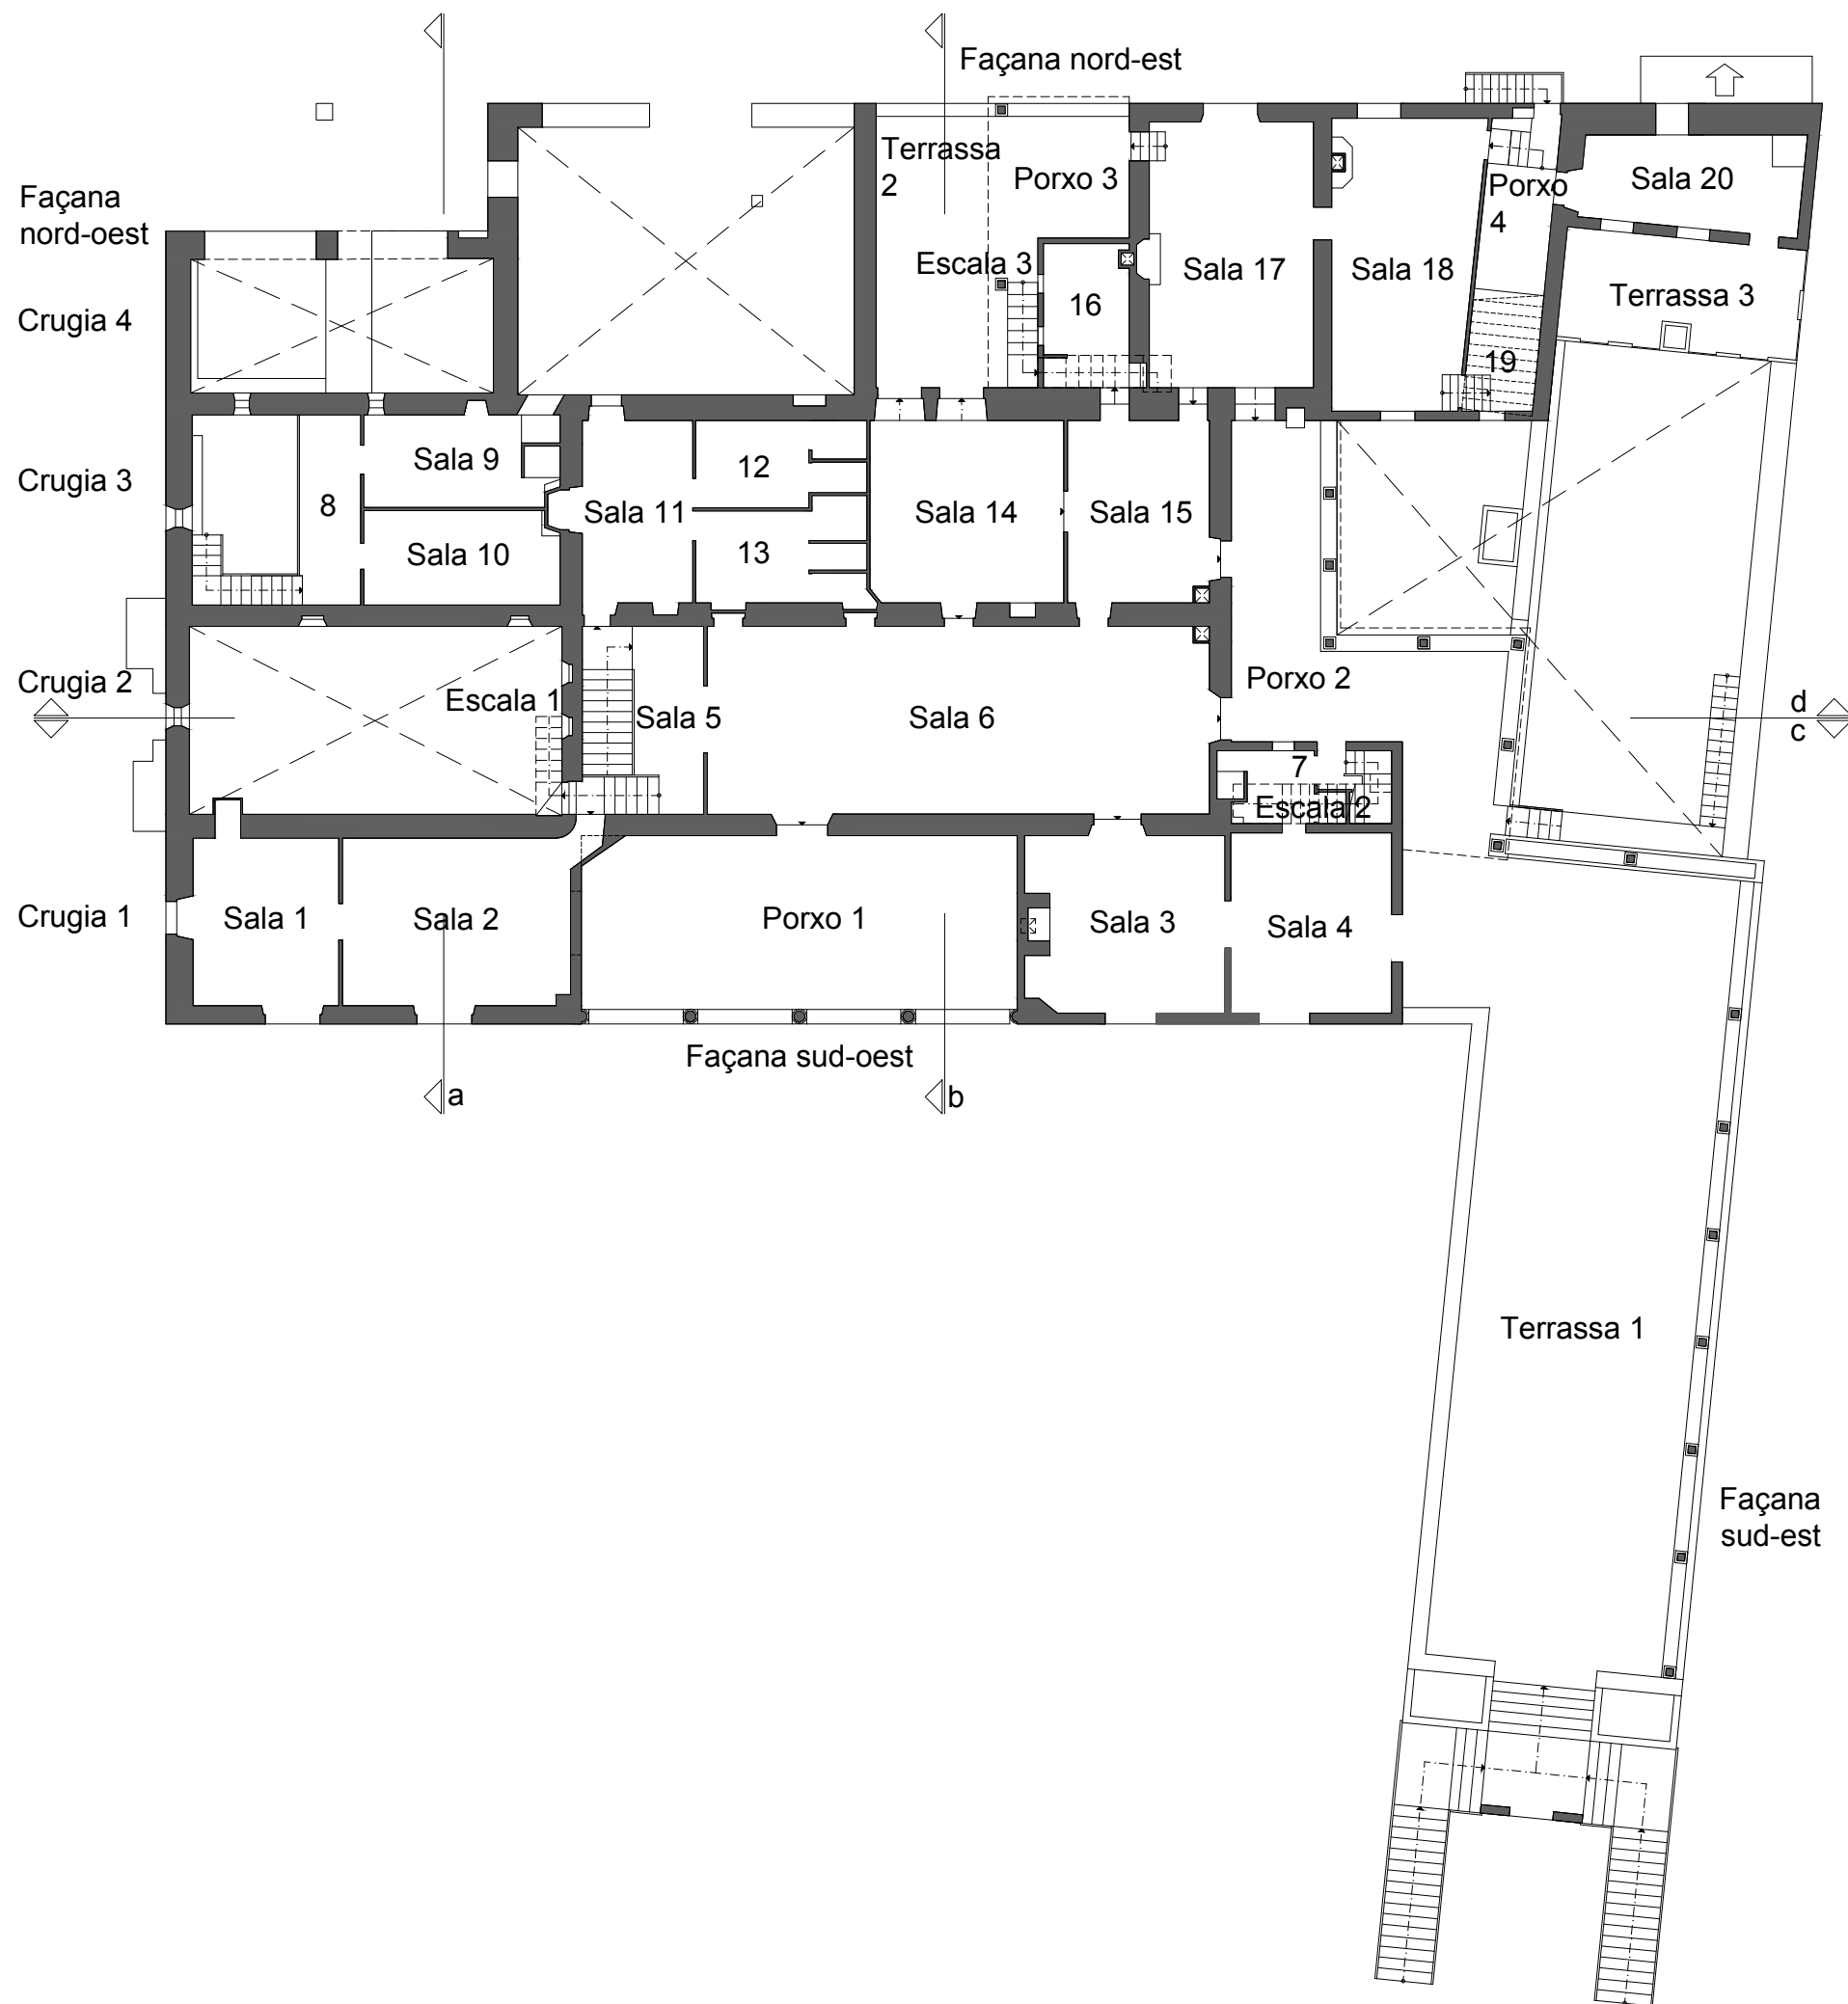 Façana nord-est
Terrassa
2
Porxo 3
Porxo
4
Sala 20
Façana
nord-oest
Escala 3
Sala 17
Sala 18
Terrassa 3
16
Crugia 4
19
Sala 9
12
Crugia 3
8
Sala 11
Sala 14
Sala 15
Sala 10
13
Crugia 2
Escala 1
Sala 5
Sala 6
Porxo 2
d
c
7
Escala 2
Crugia 1
Sala 1
Sala 2
Porxo 1
Sala 3
Sala 4
Façana sud-oest
a
b
Terrassa 1
Façana
sud-est